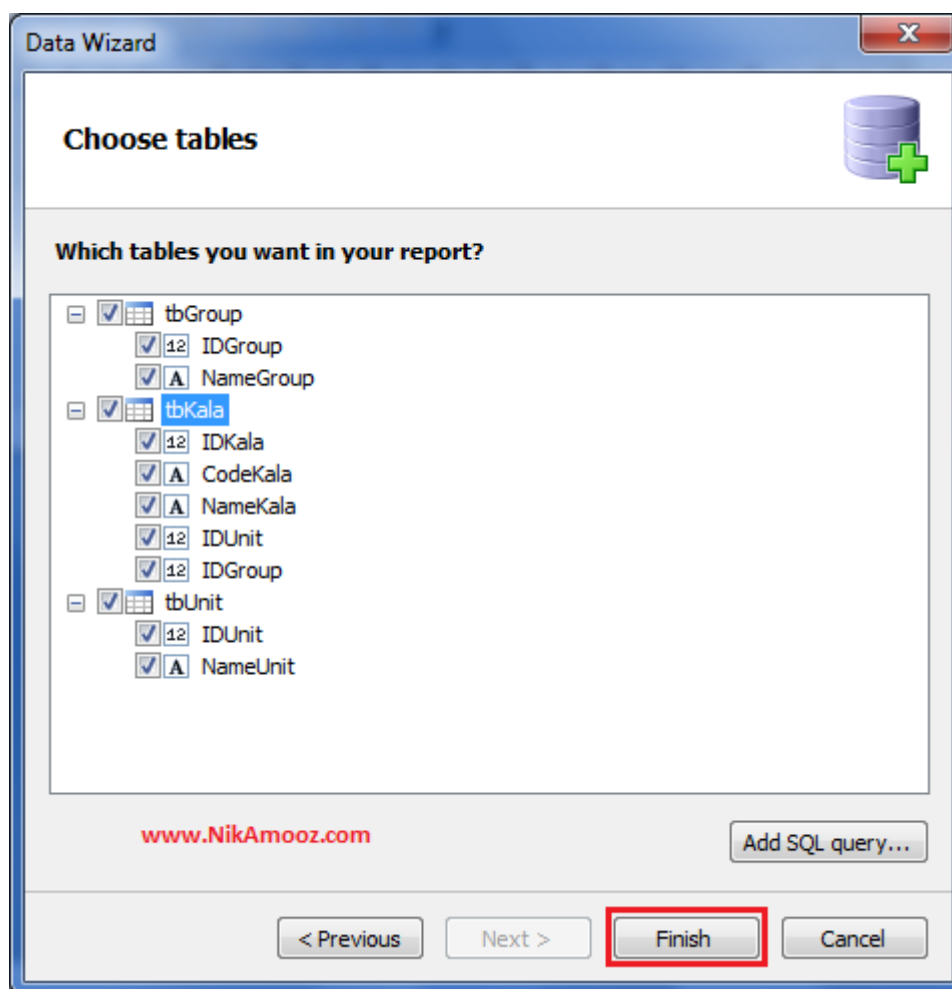 Data Wizard
Choose tables
Which tables you want in your report?
tbGroup
12 IDGroup
A NameGroup
tbKala
12 IDKala
A CodeKala
A NameKala
12 IDUnit
12 IDGroup
tbUnit
12 IDUnit
A NameUnit
www.NikAmooz.com
Add SQL query...
< Previous Next > Finish Cancel